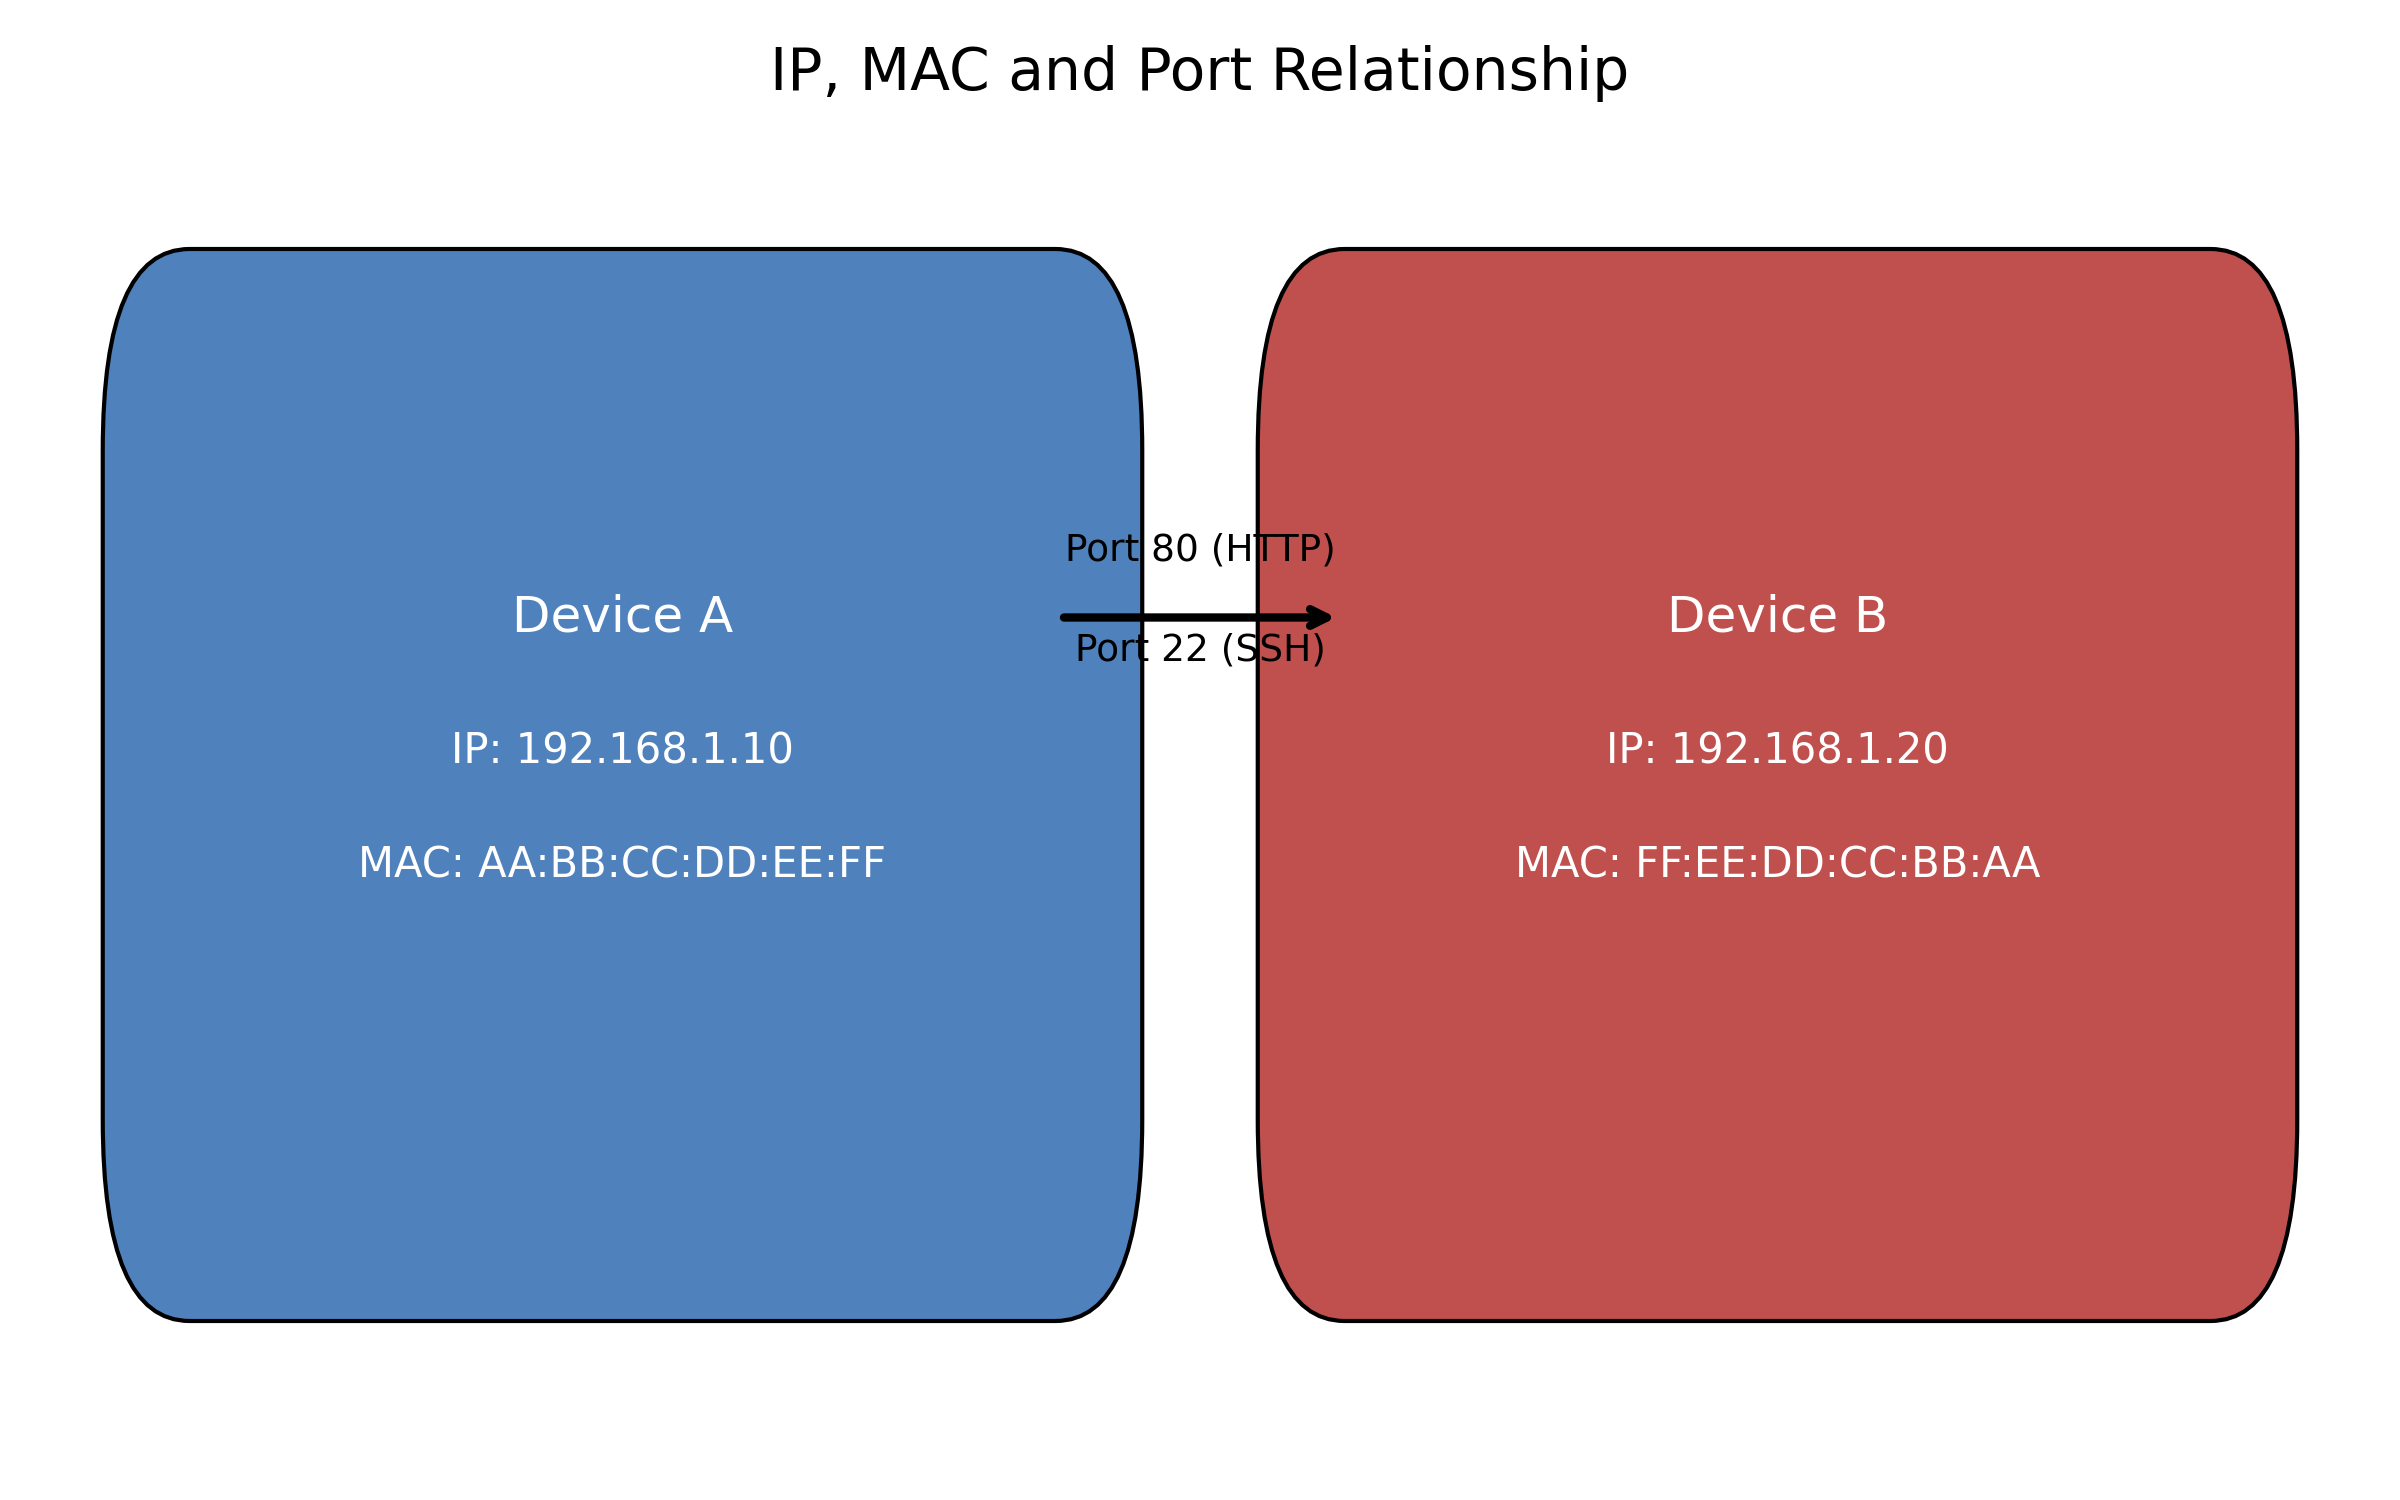 IP, MAC and Port Relationship
Port 80 (HTTP)
Device A
Device B
Port 22 (SSH)
IP: 192.168.1.10
IP: 192.168.1.20
MAC: AA:BB:CC:DD:EE:FF
MAC: FF:EE:DD:CC:BB:AA